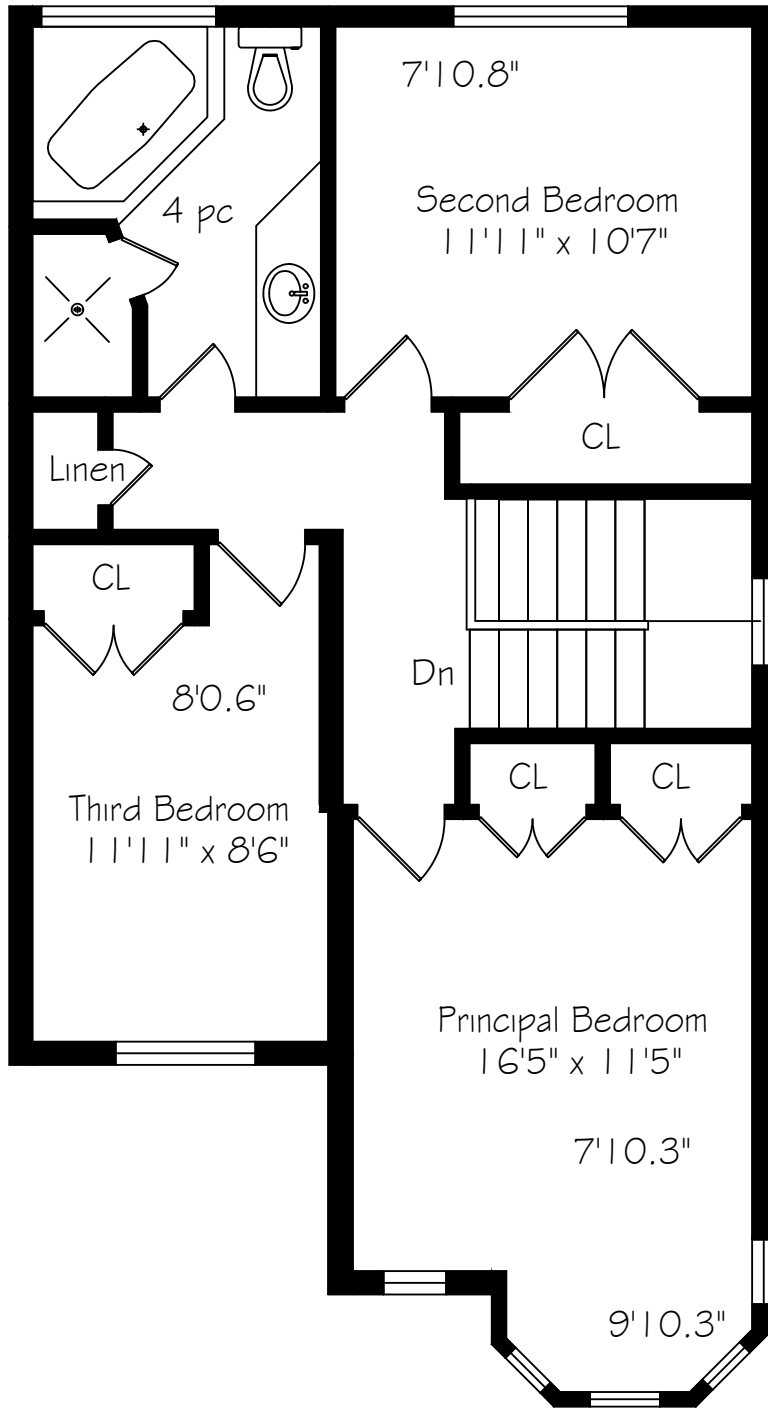 7'10.8"
4 pc
Second Bedroom
11'11" x 10'7"
CL
Linen
CL
Dn
8'0.6"
CL
CL
Third Bedroom
11'11" x 8'6"
Principal Bedroom
16'5" x 11'5"
7'10.3"
9'10.3"